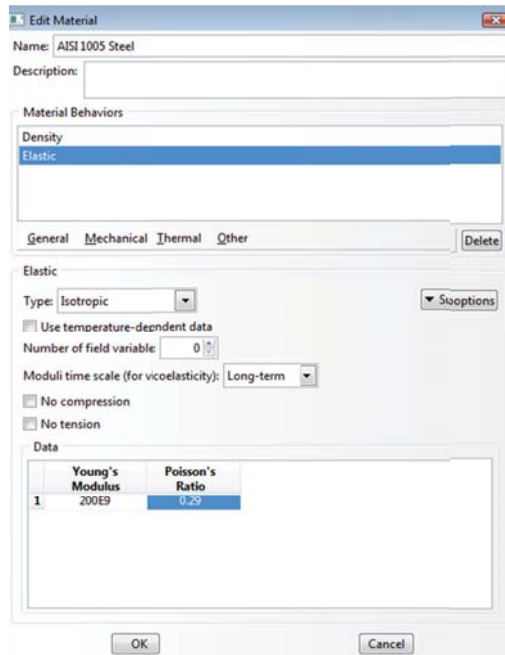 Edit Material
Name: AISI 1005 Steel
Description:
Material Behaviors
Density
Elastic
General Mechanical Thermal Other
Delete
Elastic
Type: Isotropic
Suoptions
Use temperature-depndent data
Number of field variable 0
Moduli time scale (for vicoelasticity): Long-term
No compression
No tension
Data
Young's Poisson's
Modulus Ratio
1 200E9 0.29
OK Cancel